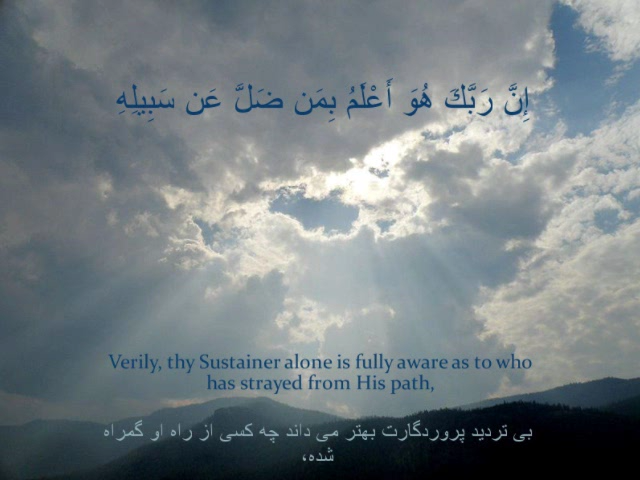 إِنَّ رَبَّكَ هُوَ أَعْلَمُ بِمَن ضَلَّ عَن سَبِيلِهِ
Verily, thy Sustainer alone is fully aware as to who
has strayed from His path,
بی تردید پروردگارت بهتر می داند چه کسی از راه او گمراه
شده،